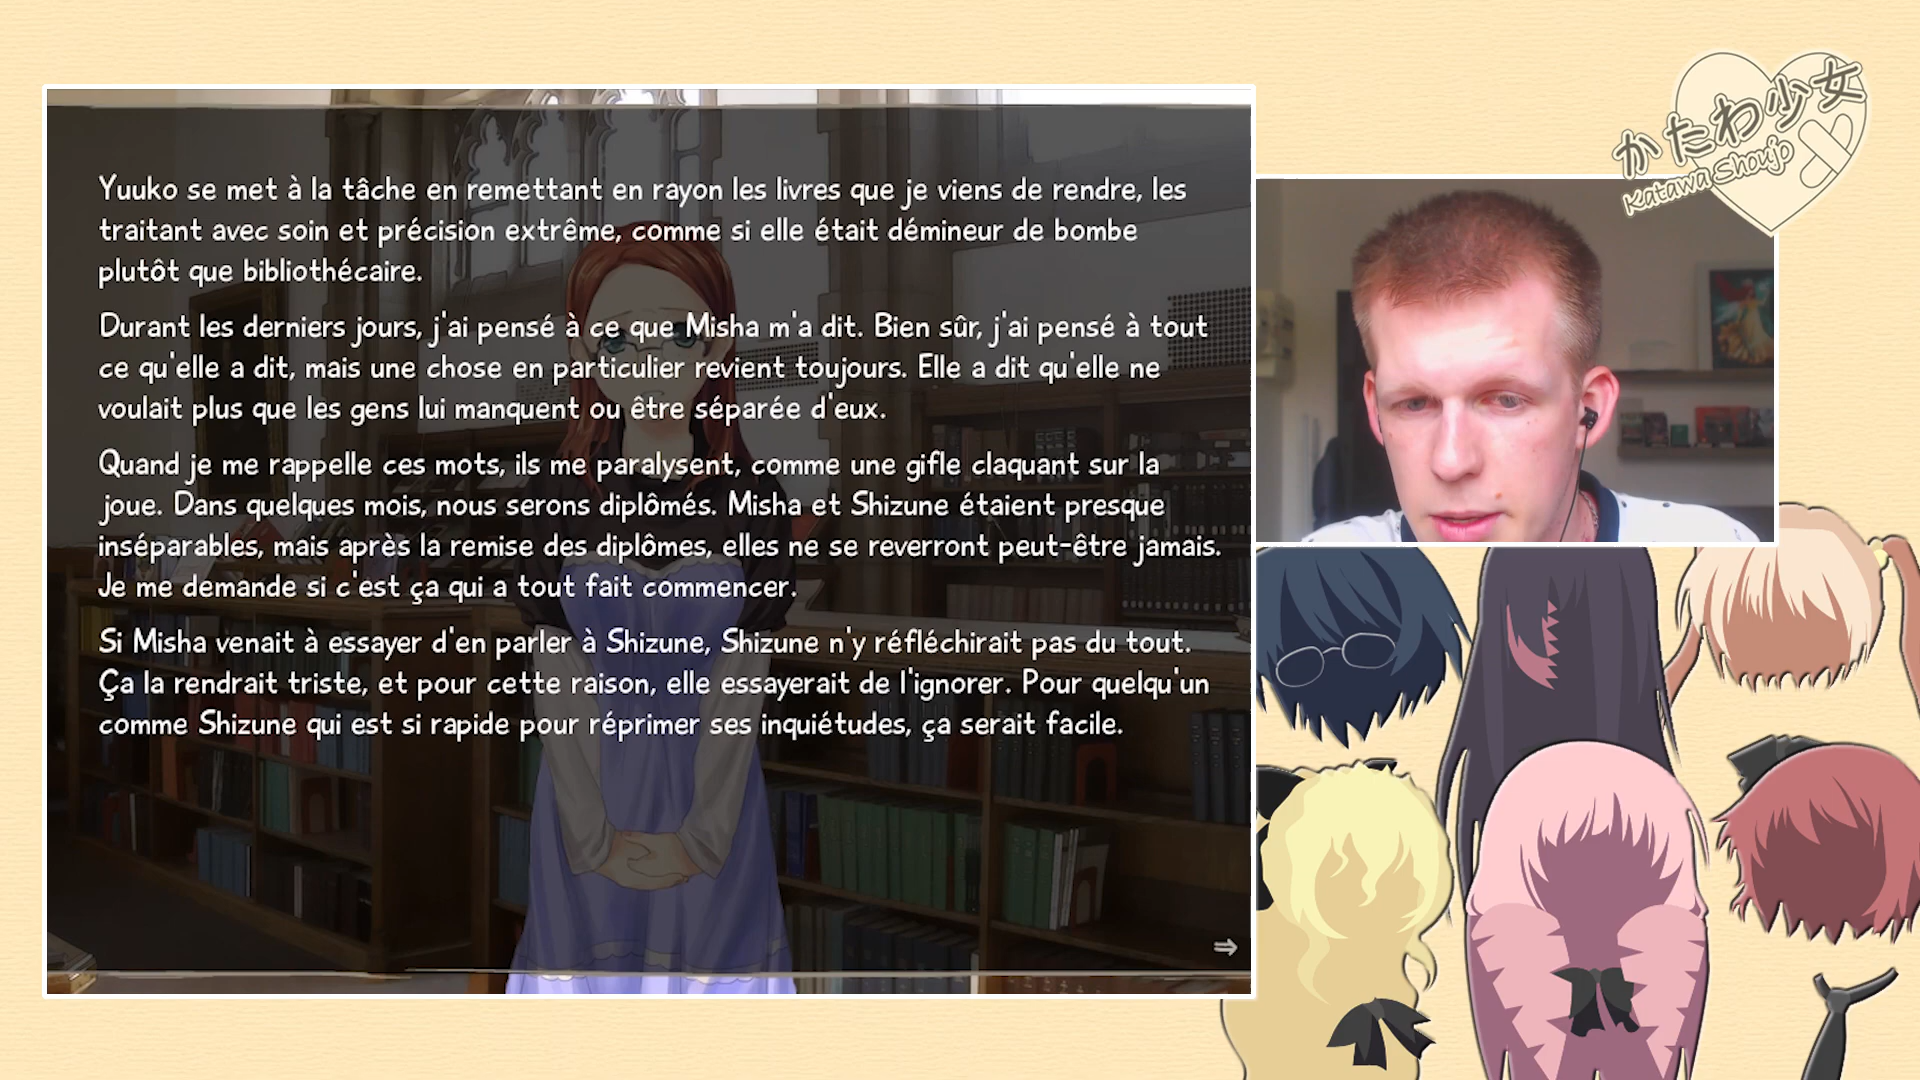 Yuuko se met à la tâche en remettant en rayon les livres que je viens de rendre, les
traitant avec soin et précision extrême, comme si elle était démineur de bombe
plutôt que bibliothécaire.
Durant les derniers jours, j'ai pensé à ce que Misha m'a dit. Bien sûr, j'ai pensé à tout
ce qu'elle a dit, mais une chose en particulier revient toujours. Elle a dit qu'elle ne
voulait plus que les gens lui manquent ou être séparée d'eux.
Quand je me rappelle ces mots, ils me paralysent, comme une gifle claquant sur la
joue. Dans quelques mois, nous serons diplômés. Misha et Shizune étaient presque
inséparables, mais après la remise des diplômes, elles ne se reverront peut-être jamais.
Je me demande si c'est ça qui a tout fait commencer.
Si Misha venait à essayer d'en parler à Shizune, Shizune n'y réfléchirait pas du tout.
Ça la rendrait triste, et pour cette raison, elle essayerait de l'ignorer. Pour quelqu'un
comme Shizune qui est si rapide pour réprimer ses inquiétudes, ça serait facile.
かたわ少女
Katawa Shoujo